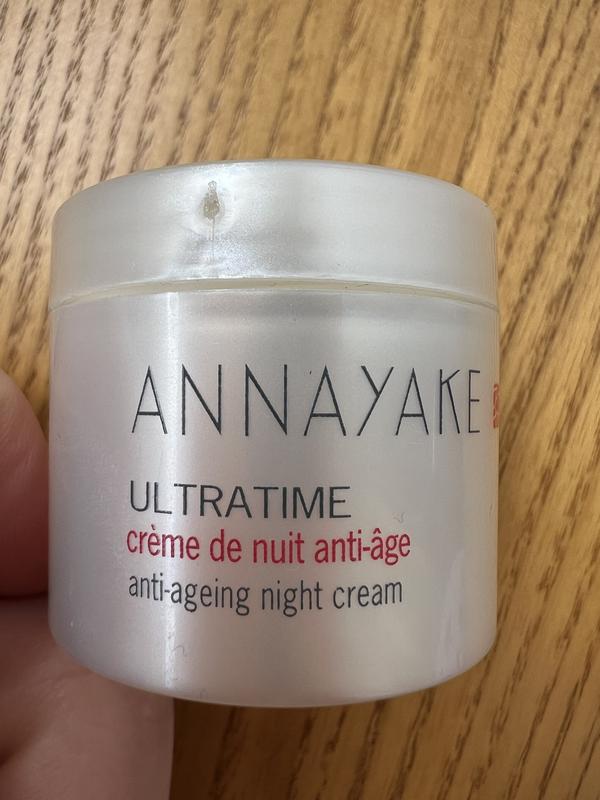 ANNAYAKE
ULTRATIME
crème de nuit anti-âge
anti-ageing night cream